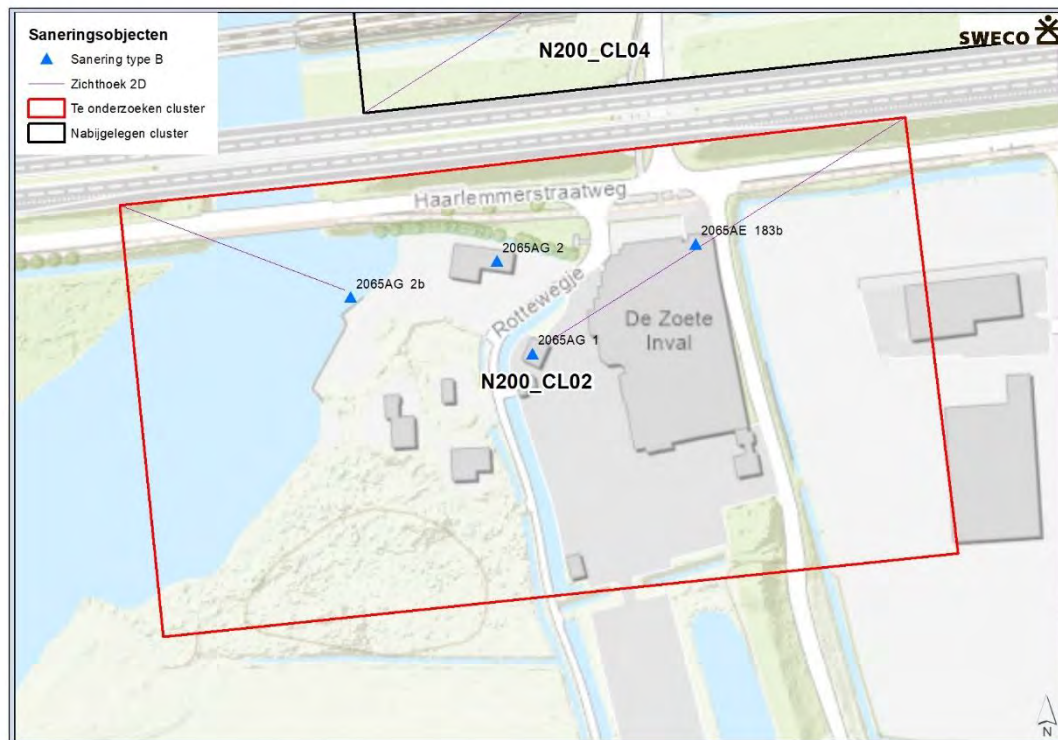 Saneringsobjecten
Sanering type B
Zichthoek 2D
Te onderzoeken cluster
Nabijgelegen cluster
N200_CL04
SWECO
Haarlemmerstraatweg
2065AE 183b
2065AG 2
2065AG 2b
Rottewegje
De Zoete
Inval
2065AG 1
N200_CL02
N